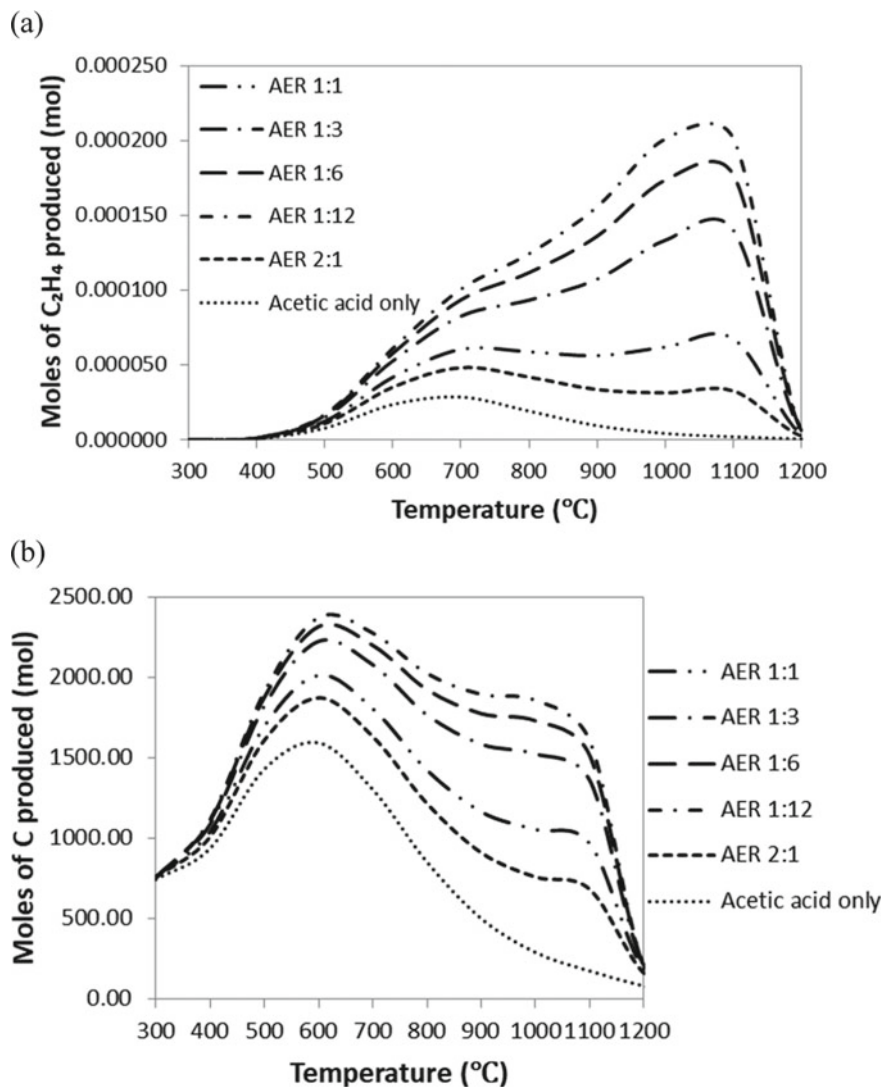 (a)
Moles of C₂H₄ produced (mol)
0.000250
0.000200
0.000150
0.000100
0.000050
0.000000
AER 1:1
AER 1:3
AER 1:6
AER 1:12
AER 2:1
Acetic acid only
300 400 500 600 700 800 900 1000 1100 1200
Temperature (°C)
(b)
Moles of C produced (mol)
2500.00
2000.00
1500.00
1000.00
500.00
0.00
300 400 500 600 700 800 900 1000 1100 1200
Temperature (°C)
AER 1:1
AER 1:3
AER 1:6
AER 1:12
AER 2:1
Acetic acid only